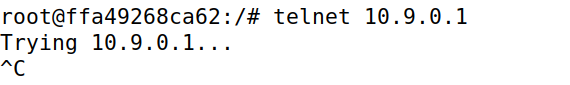 root@ffa49268ca62:/# telnet 10.9.0.1
Trying 10.9.0.1...
^C